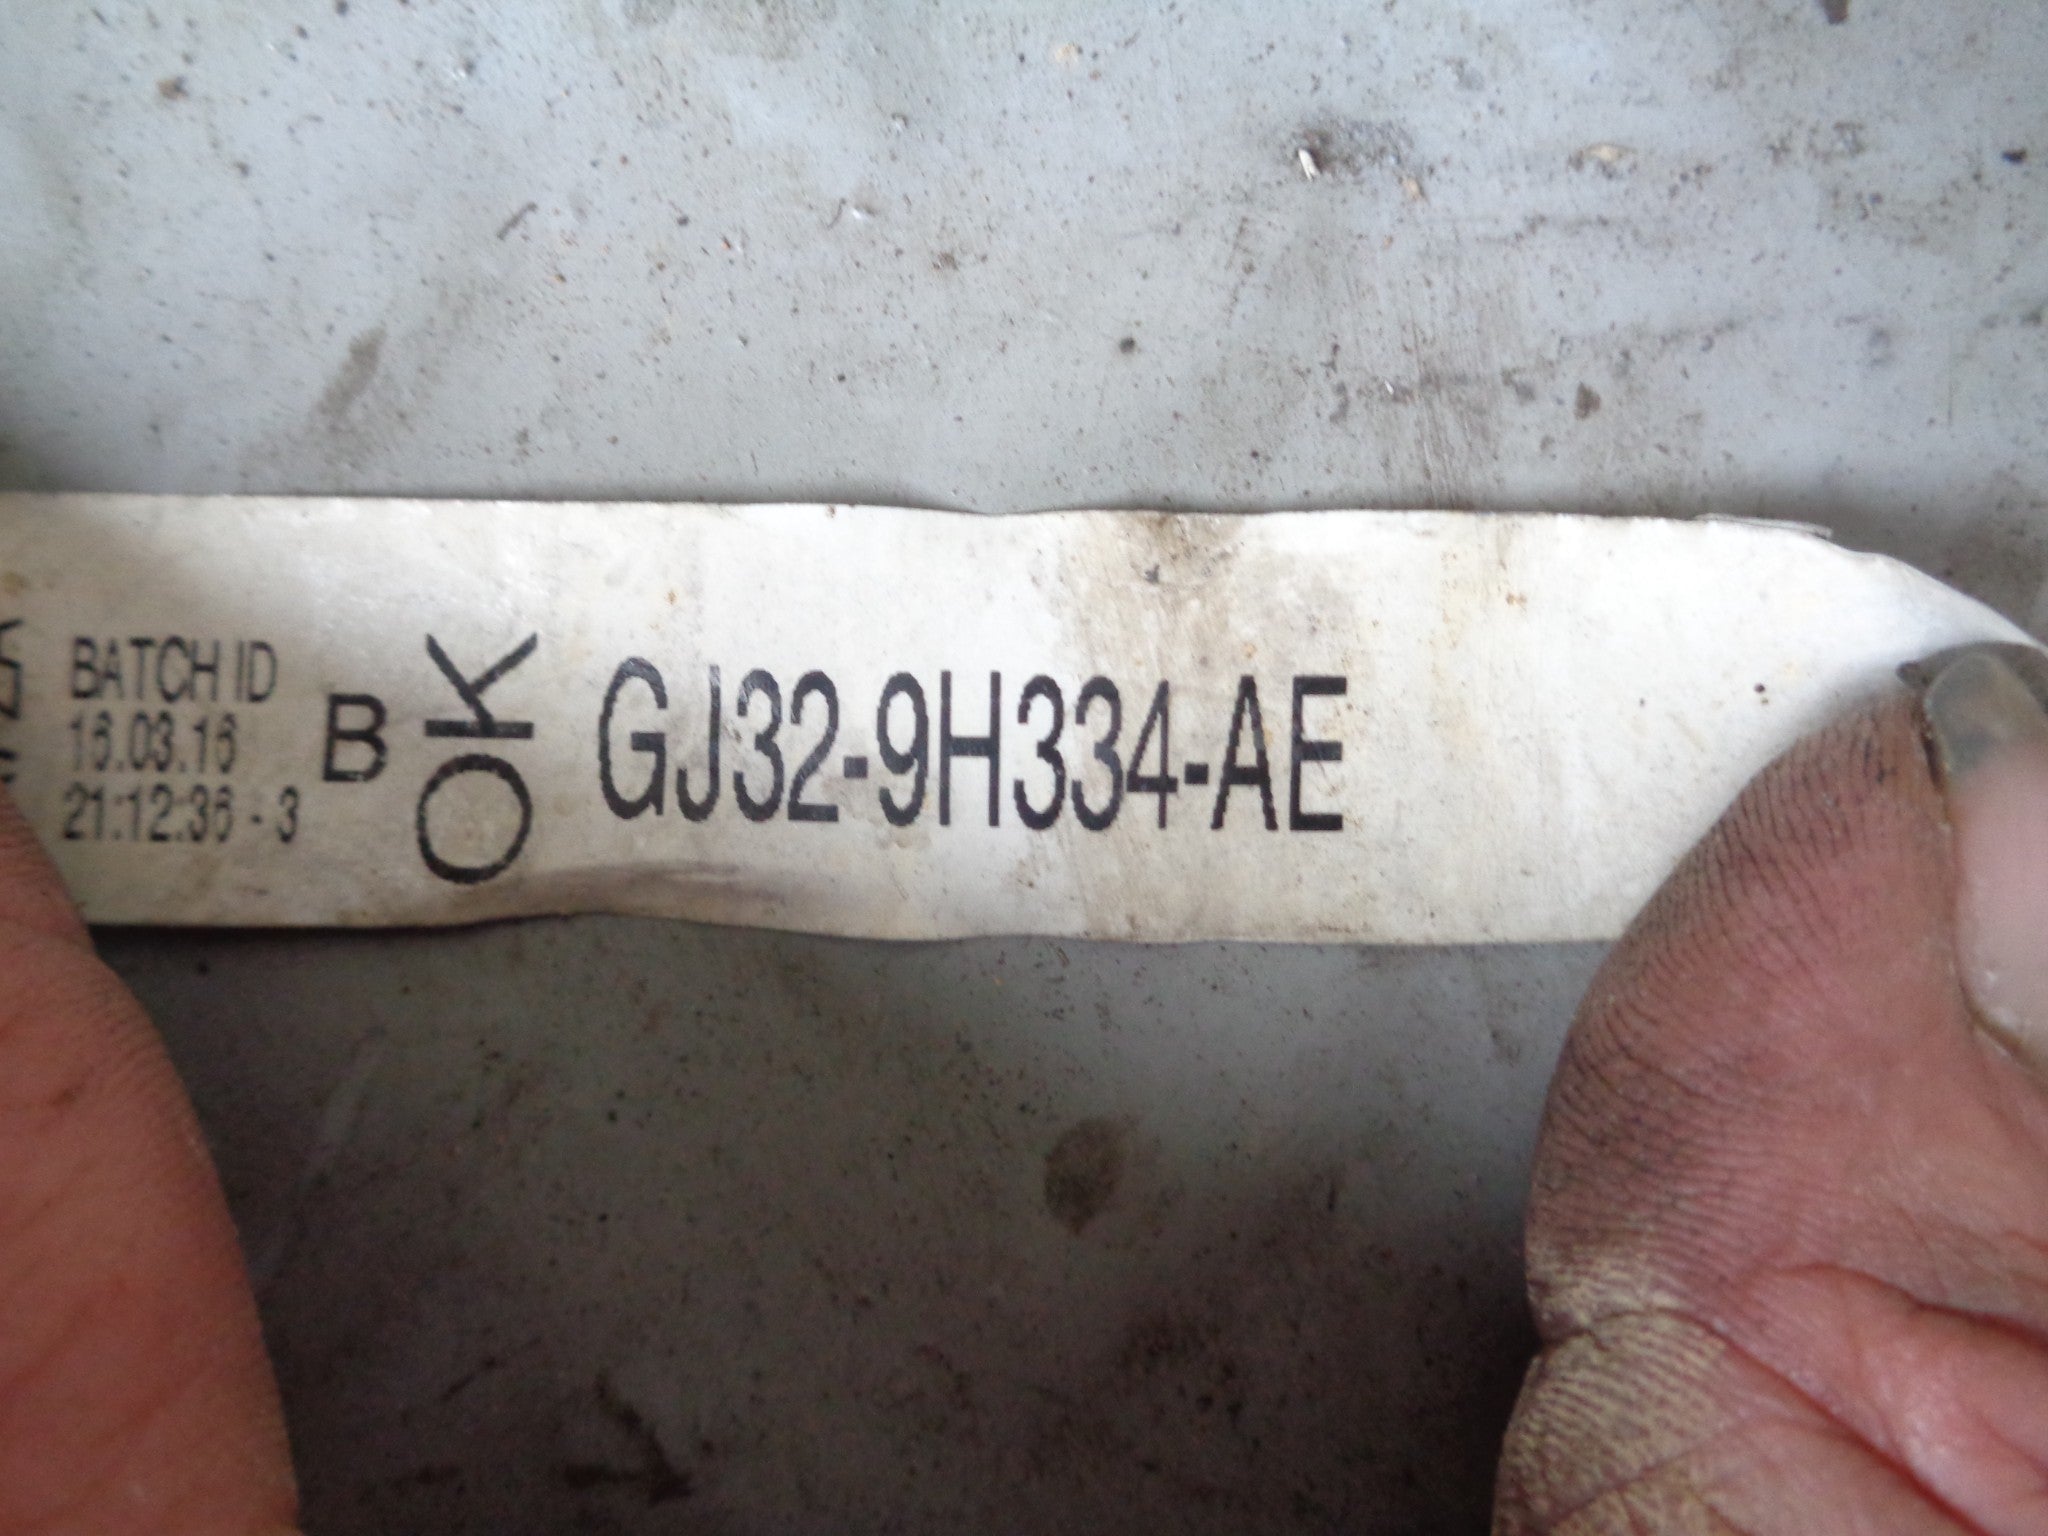 BATCH ID
16.03.16
21:12:36 - 3
B
OK
GJ32-9H334-AE